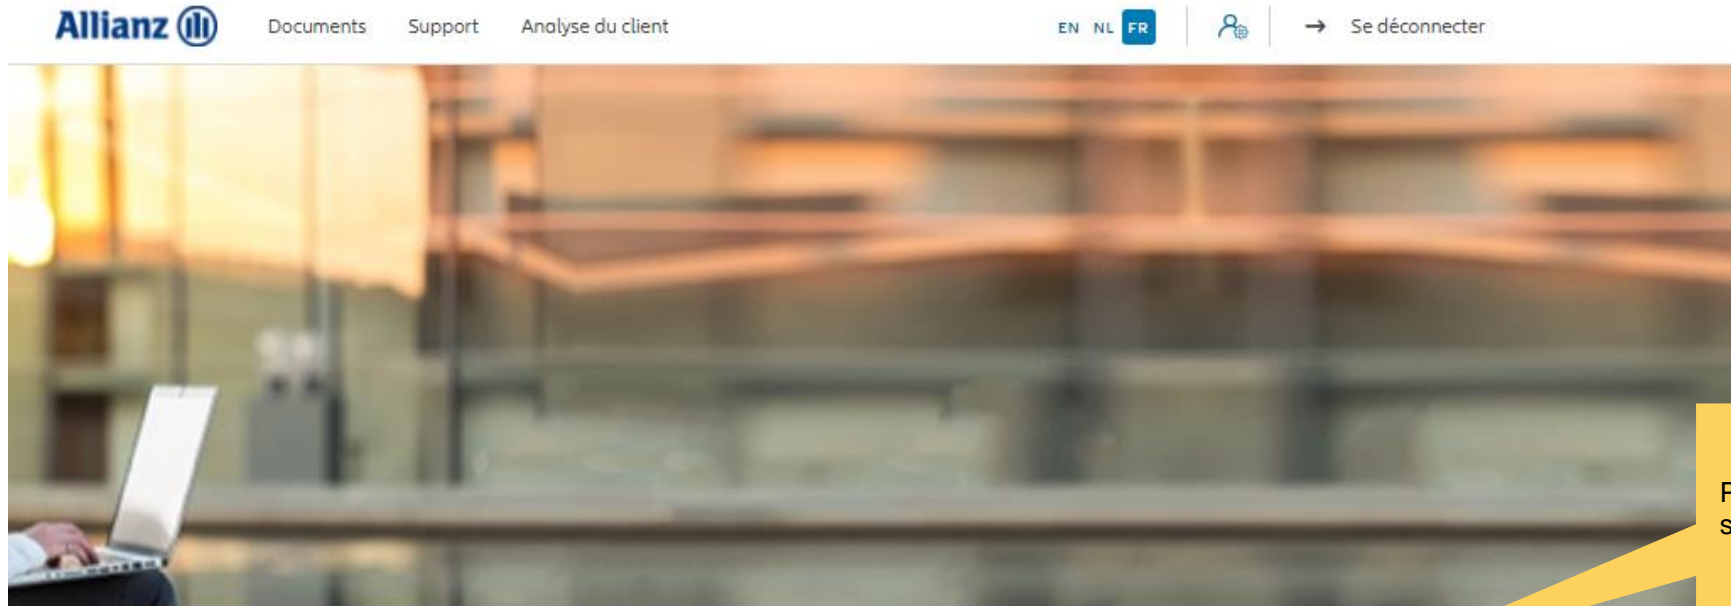 Allianz Documents Support Analyse du client EN NL FR → Se déconnecter